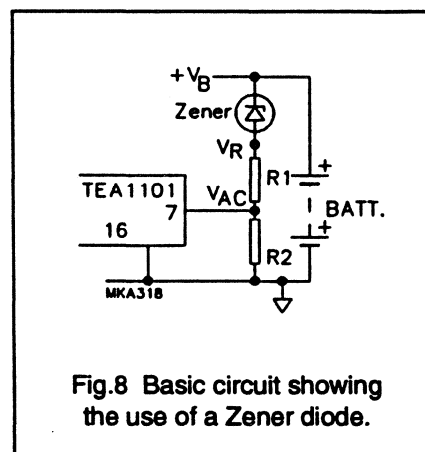 +VB
Zener
VR
R1
+
TEA1101
VAC
7
BATT.
+
16
R2
MKA318
Fig.8 Basic circuit showing
the use of a Zener diode.